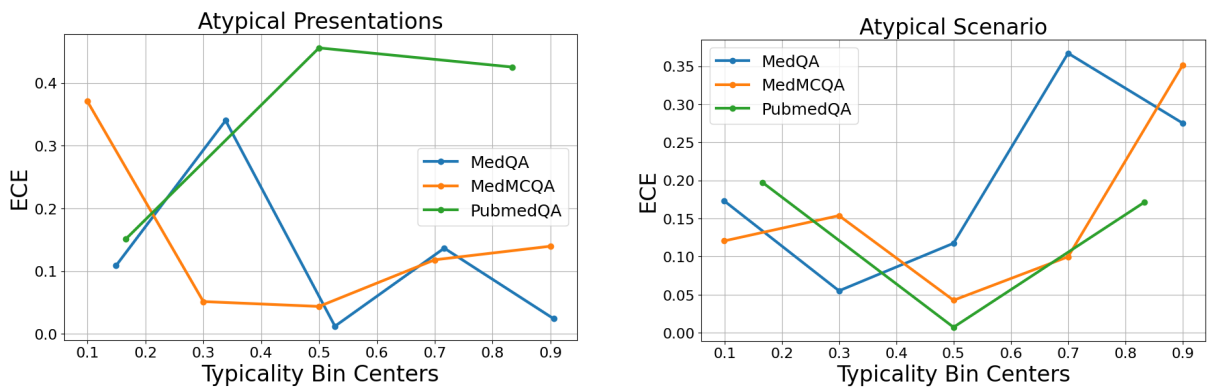 Atypical Presentations
ECE
0.4
0.3
0.2
0.1
0.0
MedQA
MedMCQA
PubmedQA
0.1 0.2 0.3 0.4 0.5 0.6 0.7 0.8 0.9
Typicality Bin Centers
Atypical Scenario
ECE
0.35
0.30
0.25
0.20
0.15
0.10
0.05
0.00
MedQA
MedMCQA
PubmedQA
0.1 0.2 0.3 0.4 0.5 0.6 0.7 0.8 0.9
Typicality Bin Centers